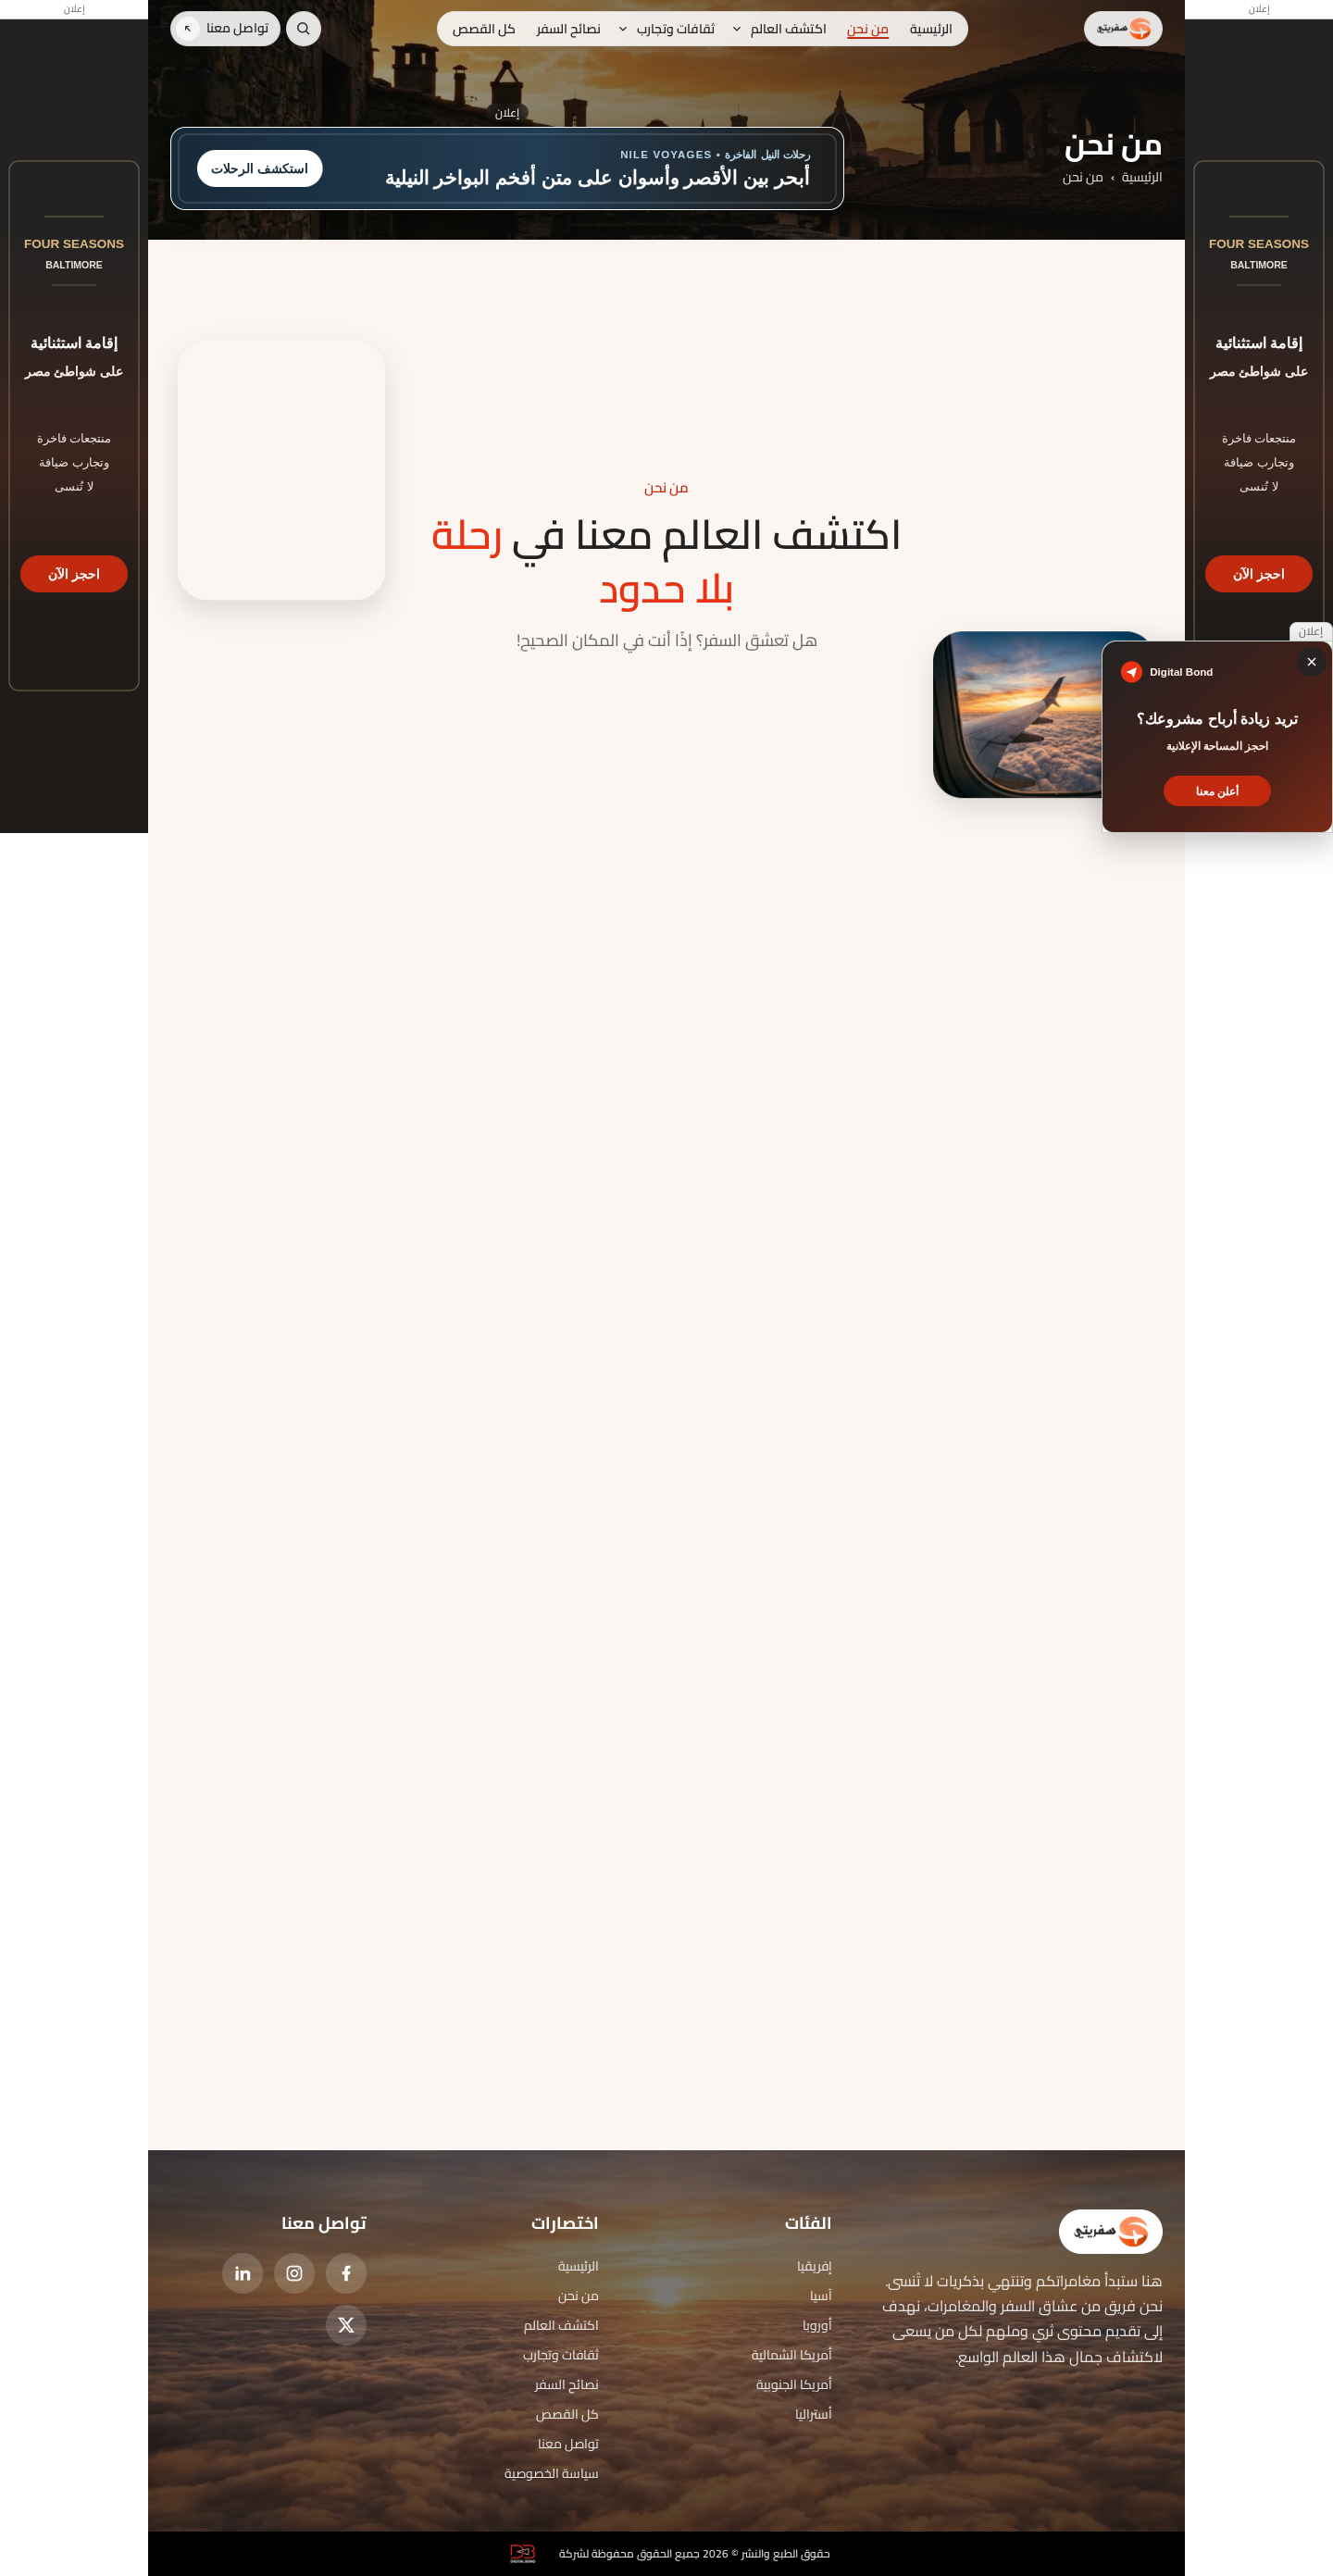 إعلان
إعلان
سفريتي
الرئيسية
من نحن
اكتشف العالم
ثقافات وتجارب
نصائح السفر
كل القصص
تواصل معنا
من نحن
الرئيسية › من نحن
إعلان
رحلات النيل الفاخرة • NILE VOYAGES
أبحر بين الأقصر وأسوان على متن أفخم البواخر النيلية
استكشف الرحلات
FOUR SEASONS
BALTIMORE
إقامة استثنائية
على شواطئ مصر
منتجعات فاخرة
وتجارب ضيافة
لا تُنسى
احجز الآن
FOUR SEASONS
BALTIMORE
إقامة استثنائية
على شواطئ مصر
منتجعات فاخرة
وتجارب ضيافة
لا تُنسى
احجز الآن
من نحن
اكتشف العالم معنا في رحلة
بلا حدود
هل تعشق السفر؟ إذًا أنت في المكان الصحيح!
إعلان
Digital Bond
تريد زيادة أرباح مشروعك؟
احجز المساحة الإعلانية
أعلن معنا
سفريتي
هنا ستبدأ مغامراتكم وتنتهي بذكريات لا تُنسى.
نحن فريق من عشاق السفر والمغامرات، نهدف
إلى تقديم محتوى ثري وملهم لكل من يسعى
لاكتشاف جمال هذا العالم الواسع.
الفئات
إفريقيا
آسيا
أوروبا
أمريكا الشمالية
أمريكا الجنوبية
أستراليا
اختصارات
الرئيسية
من نحن
اكتشف العالم
ثقافات وتجارب
نصائح السفر
كل القصص
تواصل معنا
سياسة الخصوصية
تواصل معنا
حقوق الطبع والنشر © 2026 جميع الحقوق محفوظة لشركة
DIGITAL BOND